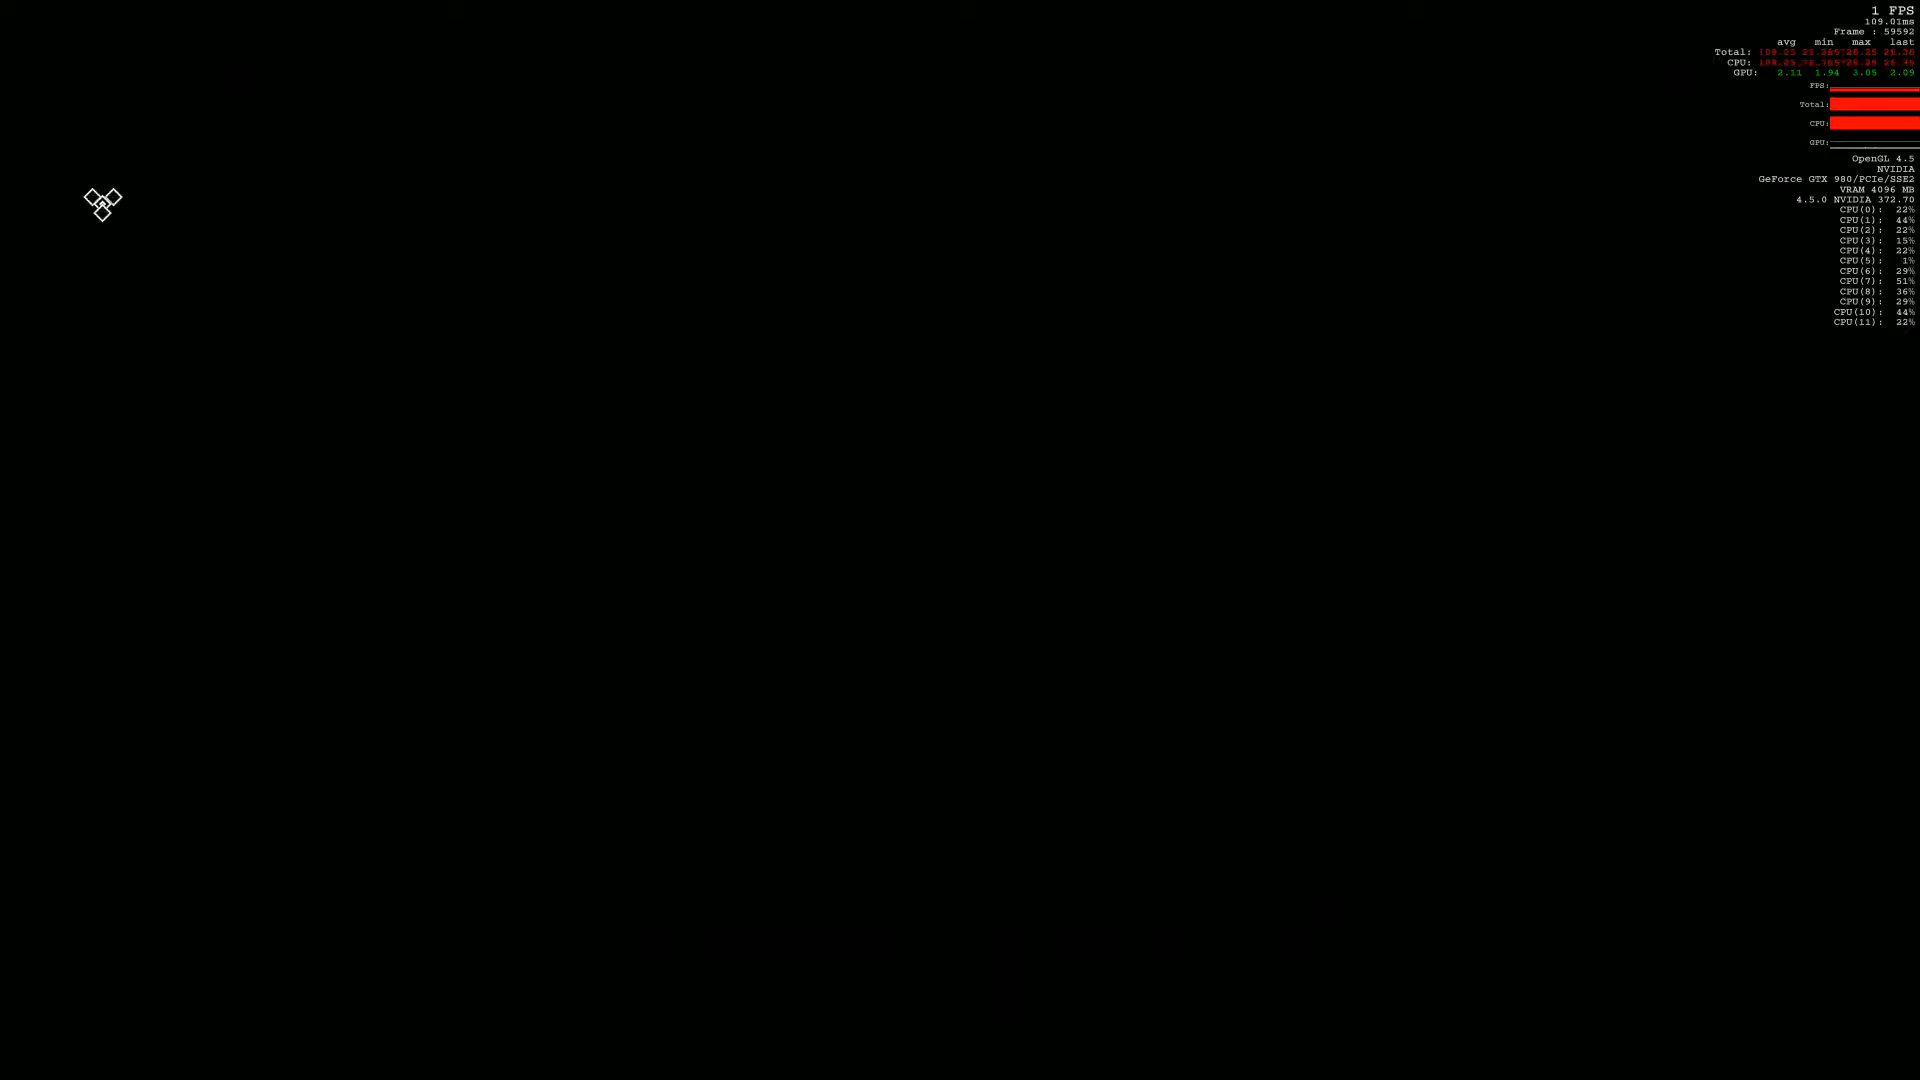 1 FPS
109.01ms
Frame : 59592
avg min max last
Total:
CPU:
GPU: 2.11 1.94 3.05 2.09
FPS:
Total:
CPU:
GPU:
OpenGL 4.5
NVIDIA
GeForce GTX 980/PCIe/SSE2
VRAM 4096 MB
4.5.0 NVIDIA 372.70
CPU(0): 22%
CPU(1): 44%
CPU(2): 22%
CPU(3): 15%
CPU(4): 22%
CPU(5): 1%
CPU(6): 29%
CPU(7): 51%
CPU(8): 36%
CPU(9): 29%
CPU(10): 44%
CPU(11): 22%